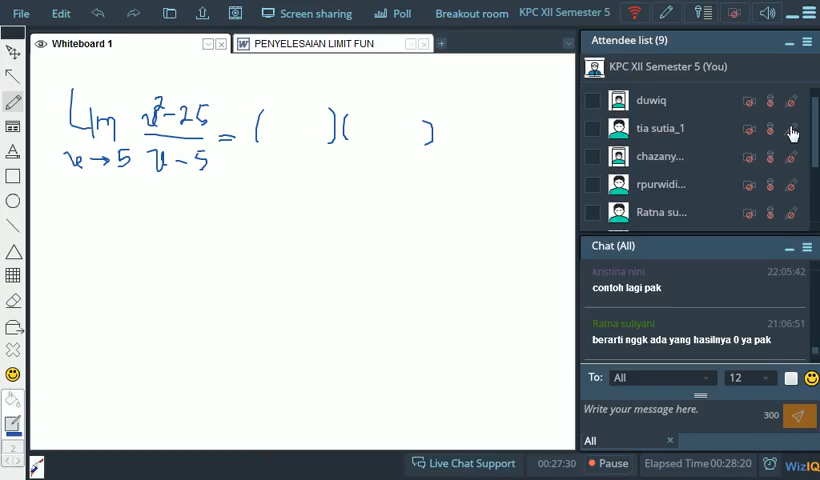 File Edit Screen sharing Poll Breakout room KPC XII Semester 5
Whiteboard 1 PENYELESAIAN LIMIT FUN
Lim x²-25
x→5 x-5 = ( )( )
Attendee list (9)
KPC XII Semester 5 (You)
duwiq
tia sutia_1
chazany...
rpurwidi...
Ratna su...
Chat (All)
kristina nini 22:05:42
contoh lagi pak
Ratna suliyani 21:06:51
berarti nggk ada yang hasilnya 0 ya pak
To: All 12
Write your message here. 300
All
2
Live Chat Support 00:27:30 Pause Elapsed Time 00:28:20 WizIQ